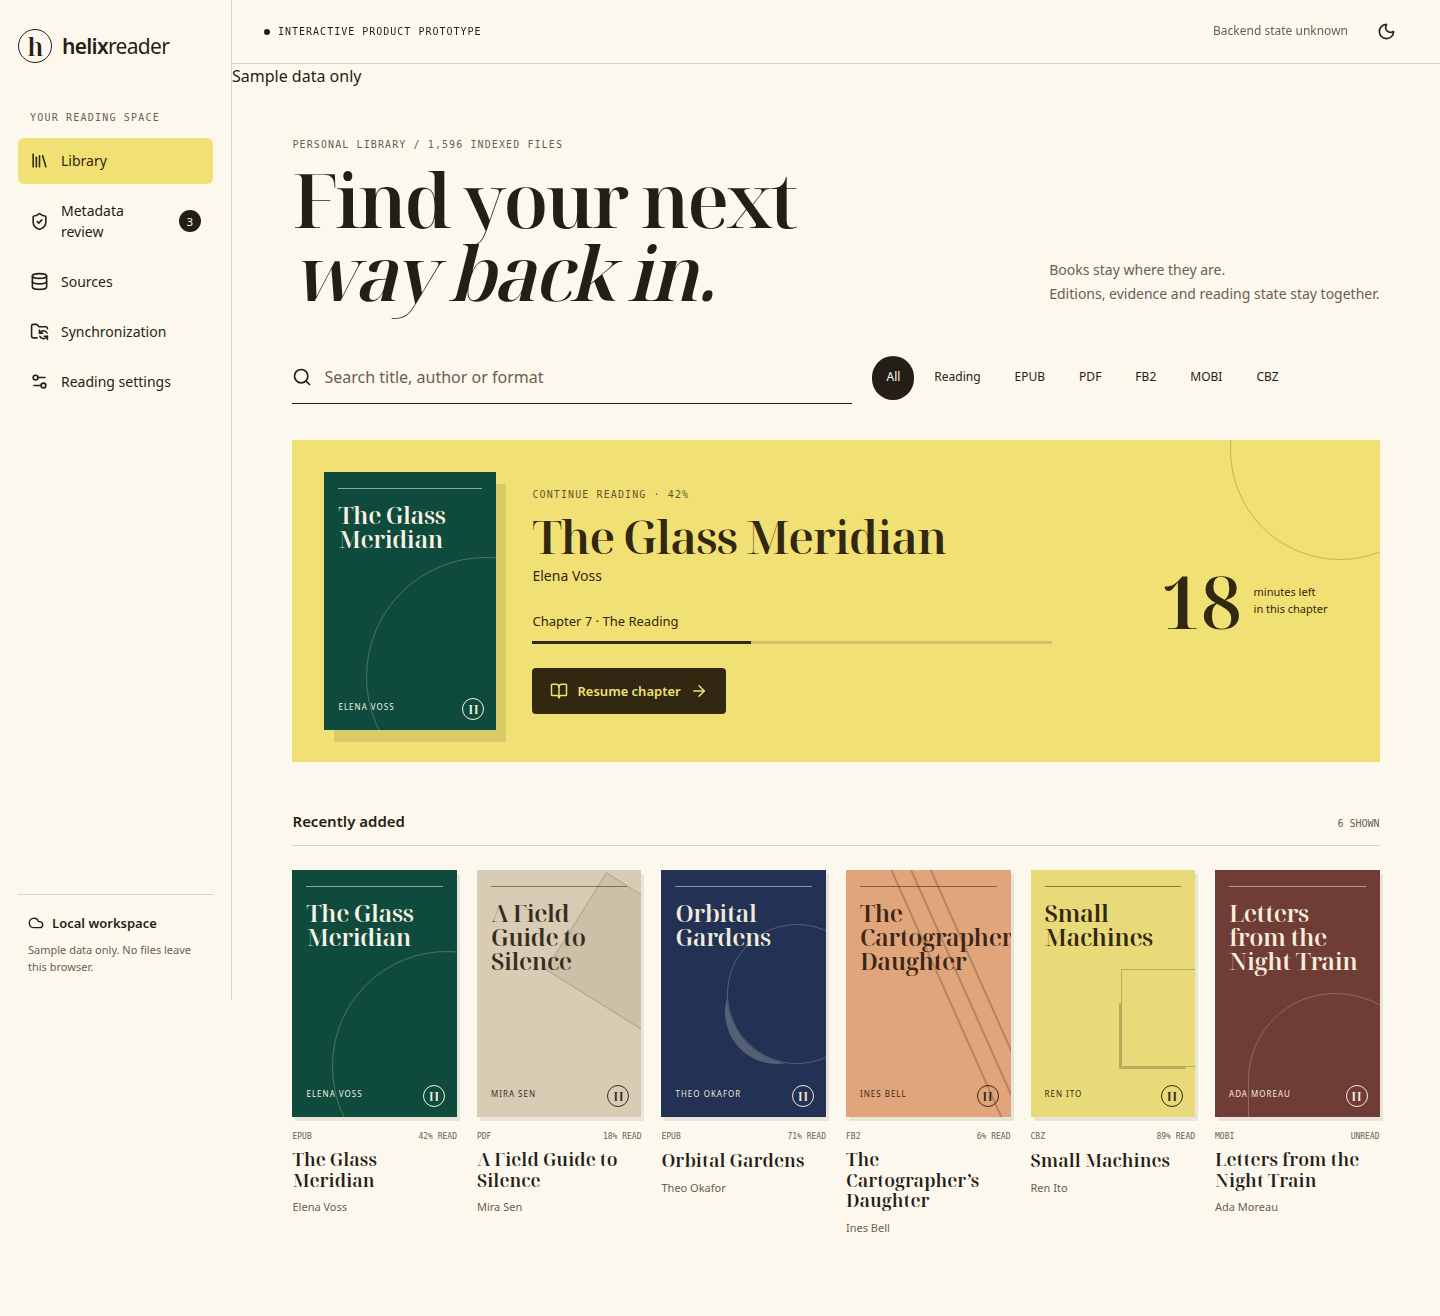 h helixreader
INTERACTIVE PRODUCT PROTOTYPE
Backend state unknown
Sample data only
YOUR READING SPACE
Library
Metadata
review
3
Sources
Synchronization
Reading settings
Local workspace
Sample data only. No files leave
this browser.
PERSONAL LIBRARY / 1,596 INDEXED FILES
Find your next
way back in.
Books stay where they are.
Editions, evidence and reading state stay together.
Search title, author or format
All
Reading
EPUB
PDF
FB2
MOBI
CBZ
The Glass
Meridian
ELENA VOSS
H
CONTINUE READING · 42%
The Glass Meridian
Elena Voss
Chapter 7 · The Reading
Resume chapter
18
minutes left
in this chapter
Recently added
6 SHOWN
The Glass
Meridian
ELENA VOSS
H
EPUB
42% READ
The Glass
Meridian
Elena Voss
A Field
Guide to
Silence
MIRA SEN
H
PDF
18% READ
A Field Guide to
Silence
Mira Sen
Orbital
Gardens
THEO OKAFOR
H
EPUB
71% READ
Orbital Gardens
Theo Okafor
The
Cartographer
Daughter
INES BELL
H
FB2
6% READ
The
Cartographer’s
Daughter
Ines Bell
Small
Machines
REN ITO
H
CBZ
89% READ
Small Machines
Ren Ito
Letters
from the
Night Train
ADA MOREAU
H
MOBI
UNREAD
Letters from the
Night Train
Ada Moreau